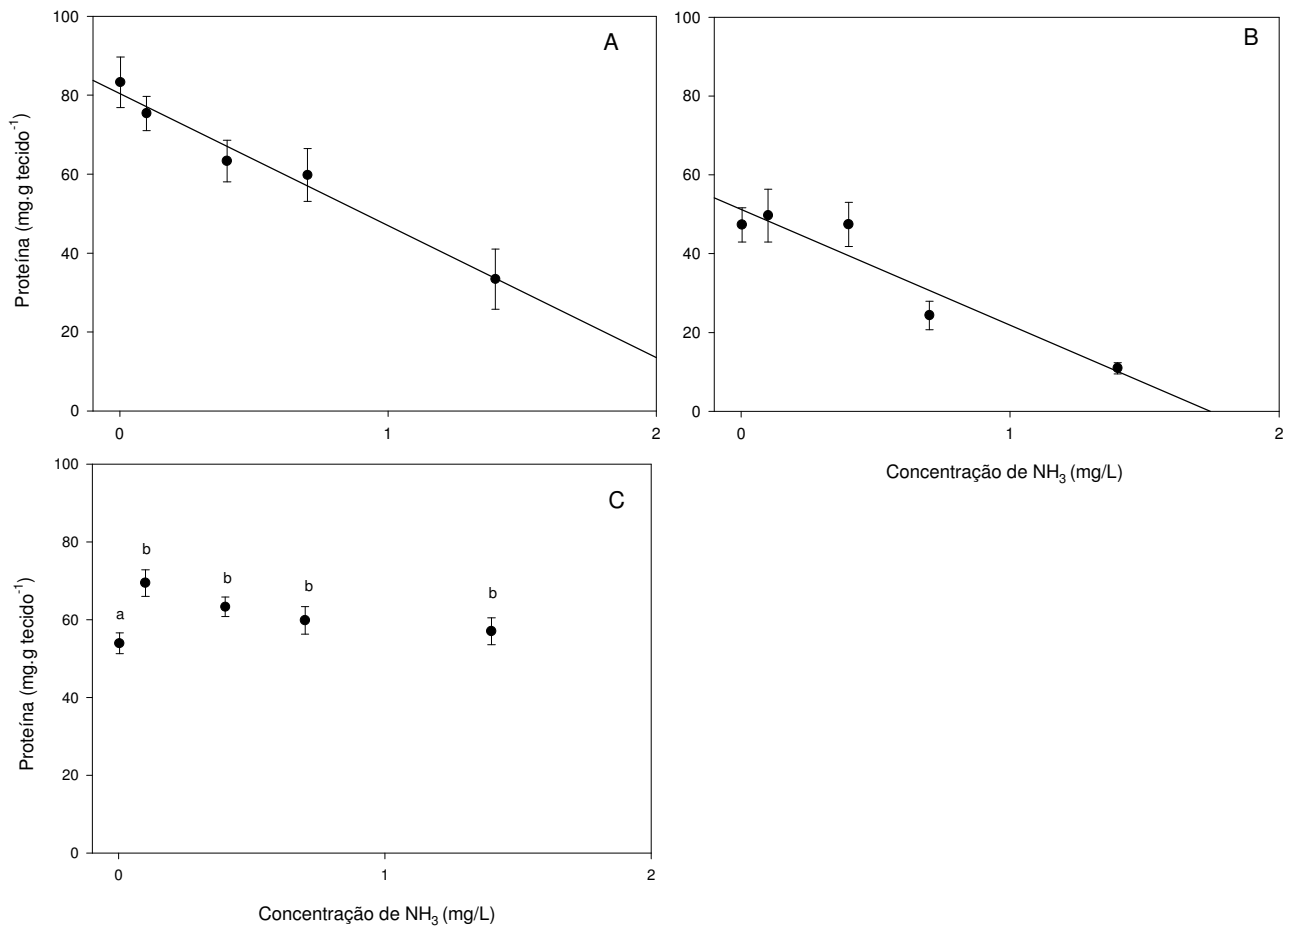 100
80
60
40
20
0
Proteína (mg.g tecido-1)
A
0 1 2
100
80
60
40
20
0
B
0 1 2
Concentração de NH3 (mg/L)
100
80
60
40
20
0
Proteína (mg.g tecido-1)
C
a
b
b
b
b
0 1 2
Concentração de NH3 (mg/L)